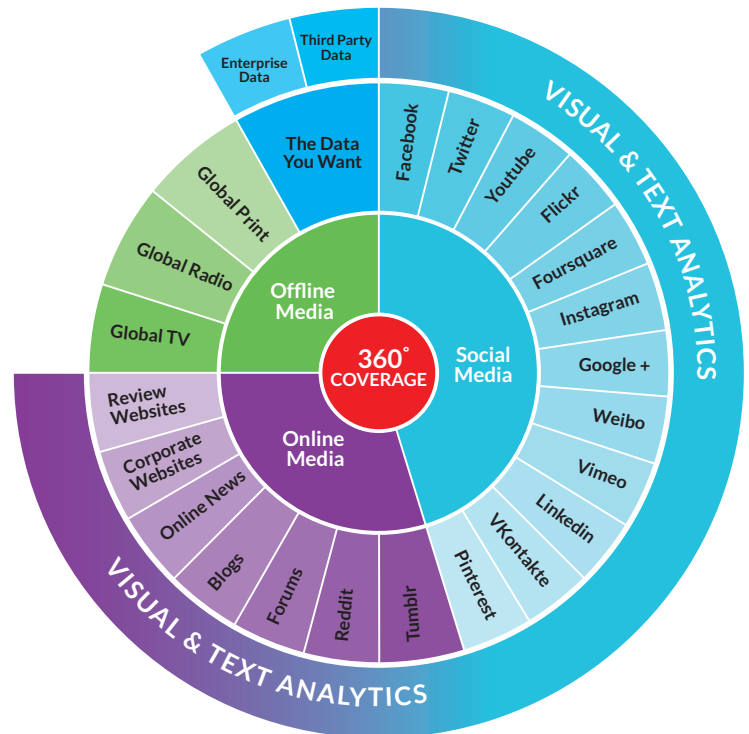 Third Party
Data
Enterprise
Data
The Data
You Want
VISUAL & TEXT ANALYTICS
Facebook
Twitter
Youtube
Flickr
Foursquare
Instagram
Google +
Weibo
Vimeo
Linkedin
VKontakte
Pinterest
Tumblr
Reddit
Forums
Blogs
Online News
Corporate
Websites
Review
Websites
Global TV
Global Radio
Global Print
Offline
Media
Social
Media
Online
Media
360°
COVERAGE
VISUAL & TEXT ANALYTICS